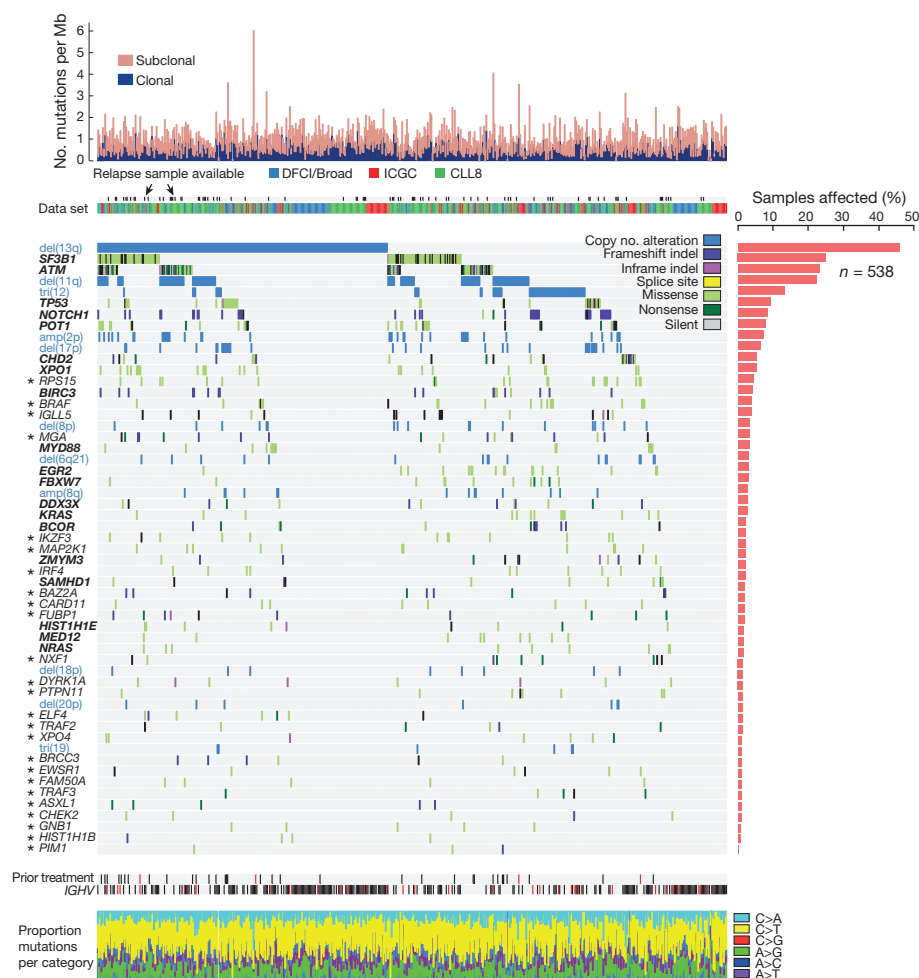 No. mutations per Mb
6
5
4
3
2
1
0
Subclonal
Clonal
Relapse sample available
DFCI/Broad
ICGC
CLL8
Data set
Samples affected (%)
0 10 20 30 40 50
n = 538
Copy no. alteration
Frameshift indel
Inframe indel
Splice site
Missense
Nonsense
Silent
del(13q)
SF3B1
ATM
del(11q)
tri(12)
TP53
NOTCH1
POT1
amp(2p)
del(17p)
CHD2
XPO1
* RPS15
BIRC3
* BRAF
* IGLL5
del(8p)
* MGA
MYD88
del(6q21)
EGR2
FBXW7
amp(8q)
DDX3X
KRAS
BCOR
* IKZF3
* MAP2K1
ZMYM3
* IRF4
SAMHD1
* BAZ2A
* CARD11
* FUBP1
HIST1H1E
MED12
NRAS
* NXF1
del(18p)
* DYRK1A
* PTPN11
del(20p)
* ELF4
* TRAF2
* XPO4
tri(19)
* BRCC3
* EWSR1
* FAM50A
* TRAF3
* ASXL1
* CHEK2
* GNB1
* HIST1H1B
* PIM1
Prior treatment
IGHV
Proportion
mutations
per category
C>A
C>T
C>G
A>G
A>C
A>T